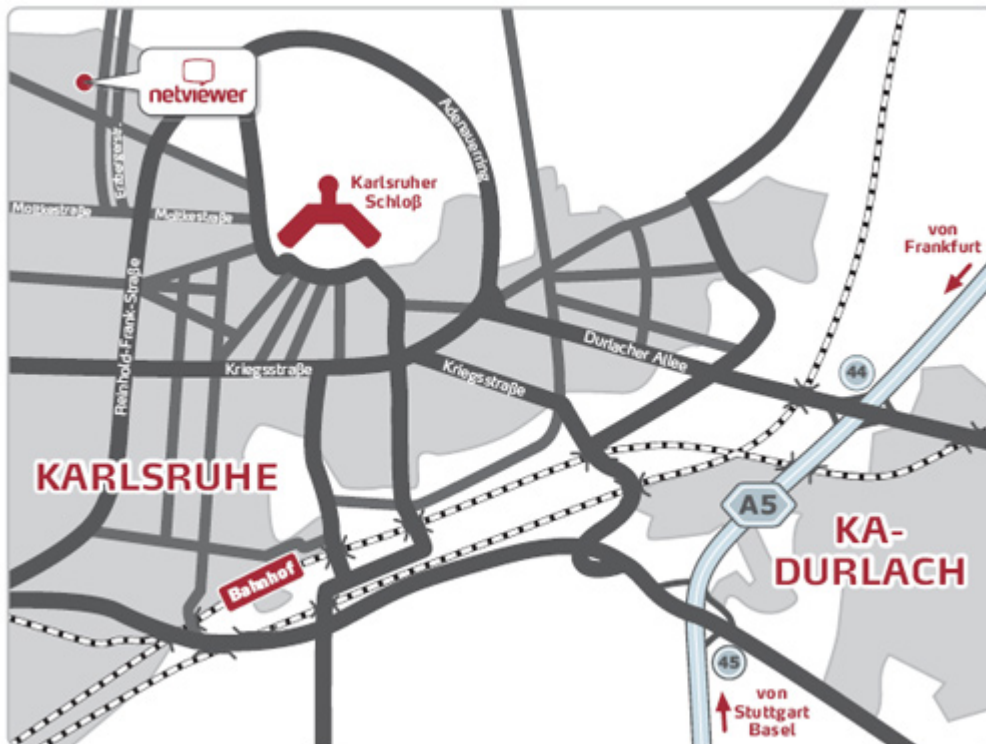 netviewer
Erzbergerstr.
Adenauerring
Karlsruher
Schloß
Moltkestraße
Moltkestraße
von
Frankfurt
Reinhold-Frank-Straße
Durlacher Allee
Kriegsstraße
Kriegsstraße
44
KARLSRUHE
A5
KA-
DURLACH
Bahnhof
45
von
Stuttgart
Basel